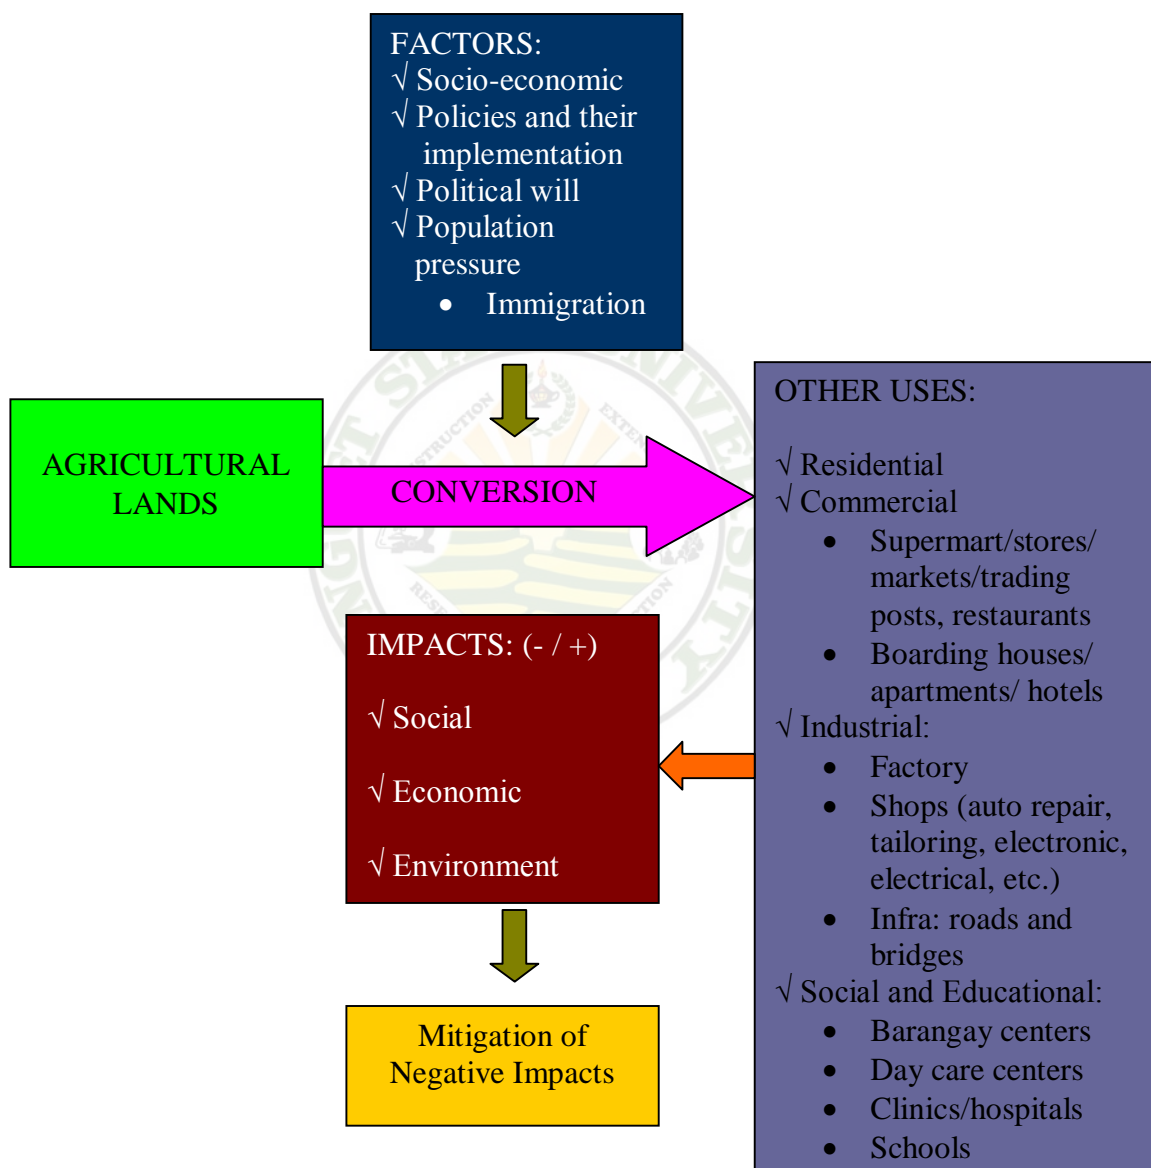 FACTORS:
√ Socio-economic
√ Policies and their
implementation
√ Political will
√ Population
pressure
• Immigration
AGRICULTURAL
LANDS
CONVERSION
OTHER USES:
√ Residential
√ Commercial
• Supermart/stores/
markets/trading
posts, restaurants
• Boarding houses/
apartments/ hotels
√ Industrial:
• Factory
• Shops (auto repair,
tailoring, electronic,
electrical, etc.)
• Infra: roads and
bridges
√ Social and Educational:
• Barangay centers
• Day care centers
• Clinics/hospitals
• Schools
IMPACTS: (- / +)
√ Social
√ Economic
√ Environment
Mitigation of
Negative Impacts